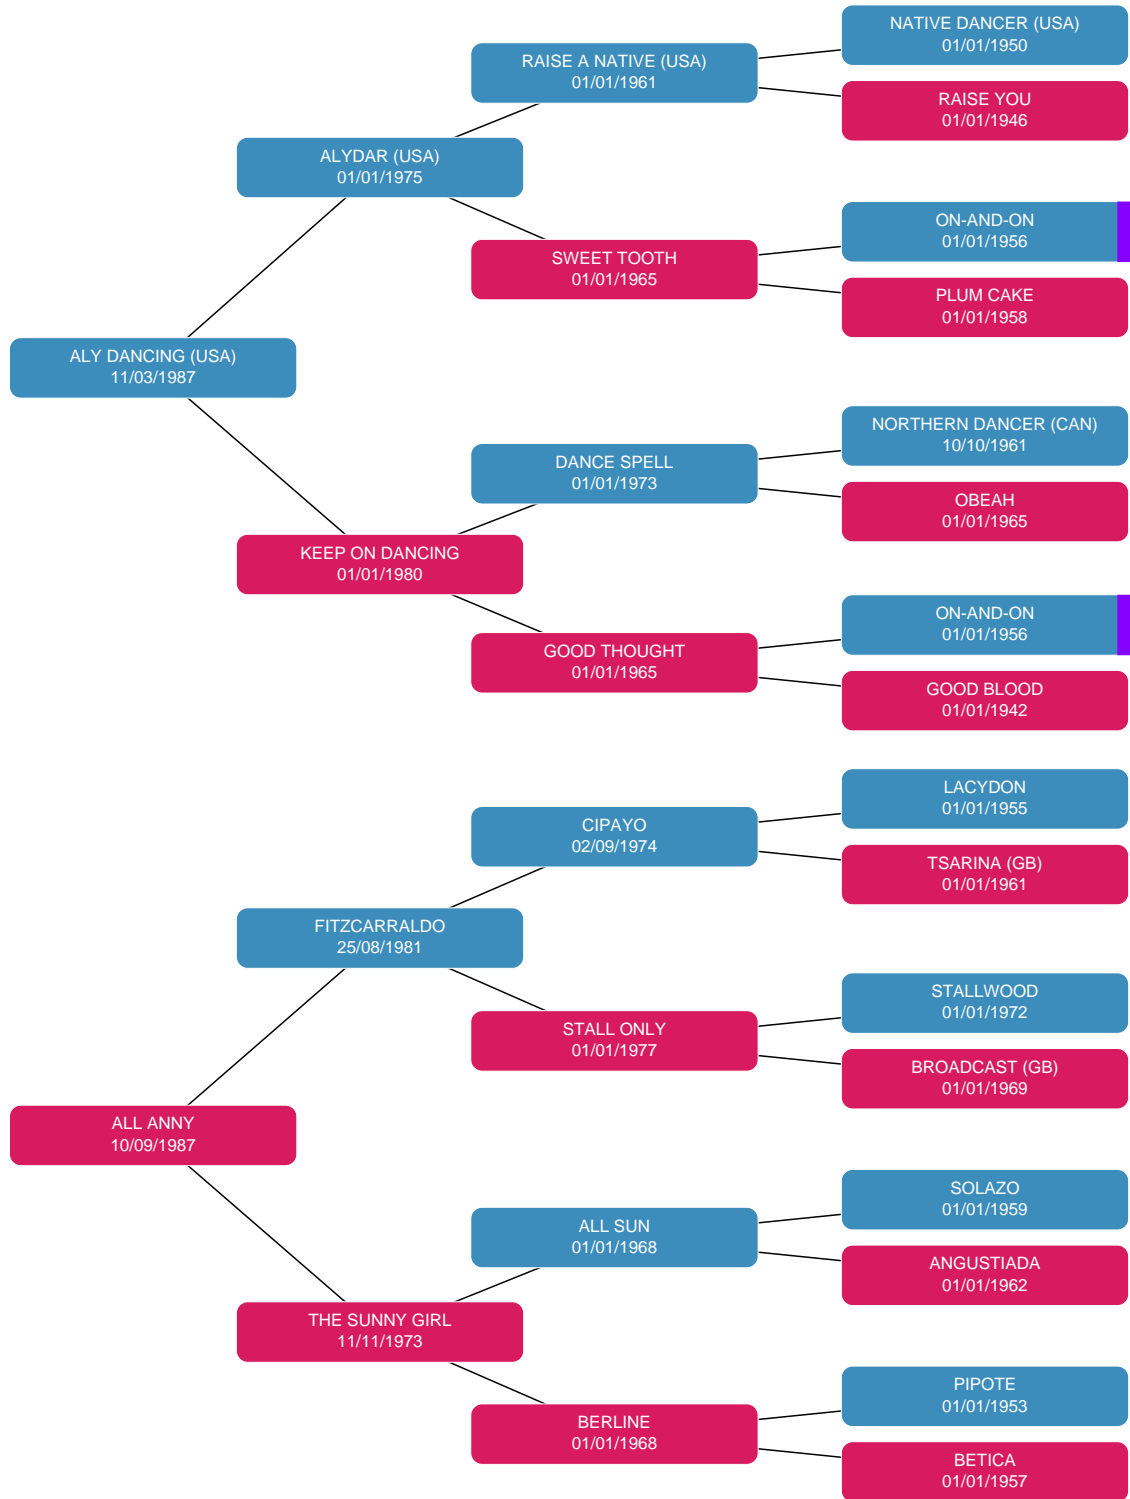 NATIVE DANCER (USA)
01/01/1950
RAISE A NATIVE (USA)
01/01/1961
RAISE YOU
01/01/1946
ALYDAR (USA)
01/01/1975
ON-AND-ON
01/01/1956
SWEET TOOTH
01/01/1965
PLUM CAKE
01/01/1958
ALY DANCING (USA)
11/03/1987
NORTHERN DANCER (CAN)
10/10/1961
DANCE SPELL
01/01/1973
OBEAH
01/01/1965
KEEP ON DANCING
01/01/1980
ON-AND-ON
01/01/1956
GOOD THOUGHT
01/01/1965
GOOD BLOOD
01/01/1942
LACYDON
01/01/1955
CIPAYO
02/09/1974
TSARINA (GB)
01/01/1961
FITZCARRALDO
25/08/1981
STALLWOOD
01/01/1972
STALL ONLY
01/01/1977
BROADCAST (GB)
01/01/1969
ALL ANNY
10/09/1987
SOLAZO
01/01/1959
ALL SUN
01/01/1968
ANGUSTIADA
01/01/1962
THE SUNNY GIRL
11/11/1973
PIPOTE
01/01/1953
BERLINE
01/01/1968
BETICA
01/01/1957